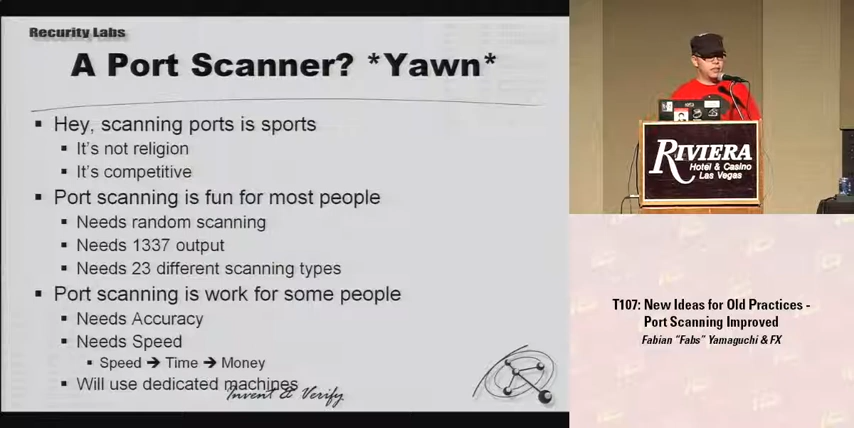 Recurity Labs
A Port Scanner? *Yawn*
Hey, scanning ports is sports
It's not religion
It's competitive
Port scanning is fun for most people
Needs random scanning
Needs 1337 output
Needs 23 different scanning types
Port scanning is work for some people
Needs Accuracy
Needs Speed
Speed → Time → Money
Will use dedicated machines
Invent & Verify
RIVIERA
Hotel & Casino
Las Vegas
T107: New Ideas for Old Practices -
Port Scanning Improved
Fabian "Fabs" Yamaguchi & FX